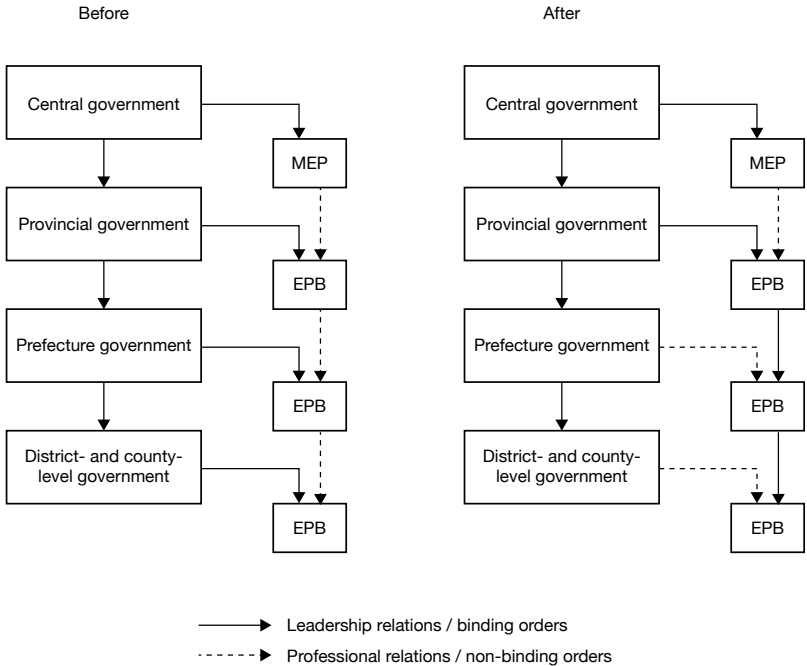 Before
Central government
MEP
Provincial government
EPB
Prefecture government
EPB
District- and county-
level government
EPB
After
Central government
MEP
Provincial government
EPB
Prefecture government
EPB
District- and county-
level government
EPB
Leadership relations / binding orders
Professional relations / non-binding orders